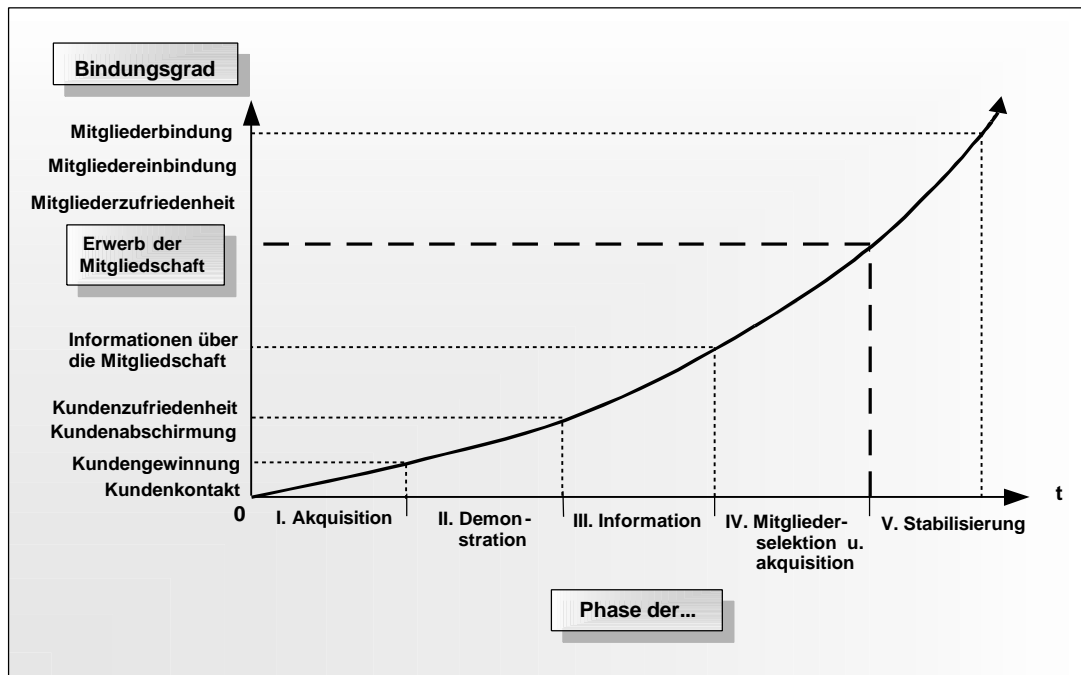 Bindungsgrad
Mitgliederbindung
Mitgliedereinbindung
Mitgliederzufriedenheit
Erwerb der
Mitgliedschaft
Informationen über
die Mitgliedschaft
Kundenzufriedenheit
Kundenabschirmung
Kundengewinnung
Kundenkontakt
0
t
I. Akquisition
II. Demon-
stration
III. Information
IV. Mitglieder-
selektion u.
akquisition
V. Stabilisierung
Phase der...